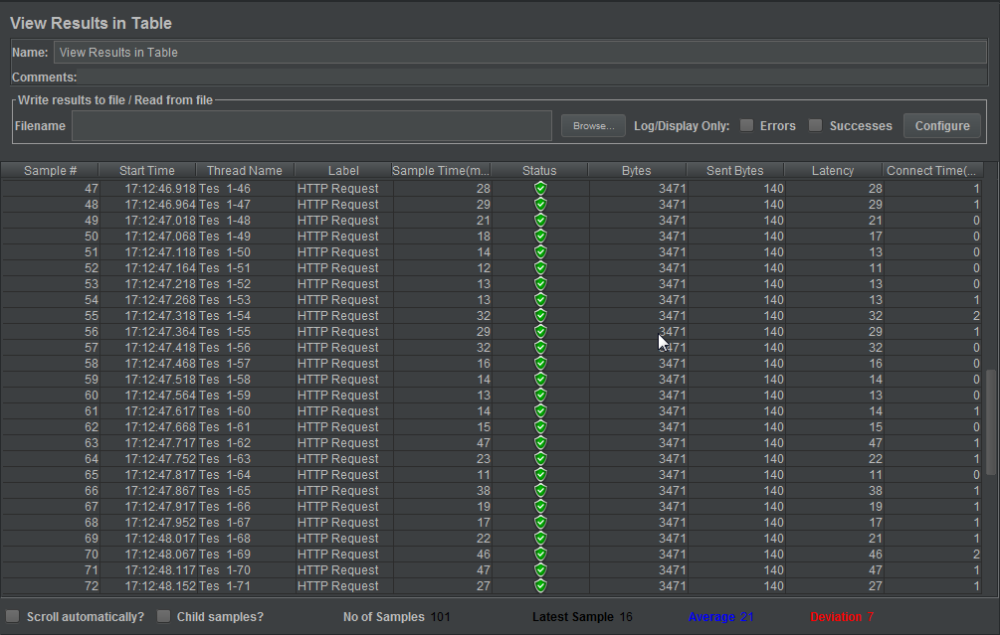 View Results in Table
Name: View Results in Table
Comments:
Write results to file / Read from file
Filename Browse... Log/Display Only: Errors Successes Configure
Sample # Start Time Thread Name Label Sample Time(m... Status Bytes Sent Bytes Latency Connect Time(...
47 17:12:46.918 Tes 1-46 HTTP Request 28 3471 140 28 1
48 17:12:46.964 Tes 1-47 HTTP Request 29 3471 140 29 1
49 17:12:47.018 Tes 1-48 HTTP Request 21 3471 140 21 0
50 17:12:47.068 Tes 1-49 HTTP Request 18 3471 140 17 0
51 17:12:47.118 Tes 1-50 HTTP Request 14 3471 140 13 0
52 17:12:47.164 Tes 1-51 HTTP Request 12 3471 140 11 0
53 17:12:47.218 Tes 1-52 HTTP Request 13 3471 140 13 0
54 17:12:47.268 Tes 1-53 HTTP Request 13 3471 140 13 1
55 17:12:47.318 Tes 1-54 HTTP Request 32 3471 140 32 2
56 17:12:47.364 Tes 1-55 HTTP Request 29 3471 140 29 1
57 17:12:47.418 Tes 1-56 HTTP Request 32 3471 140 32 0
58 17:12:47.468 Tes 1-57 HTTP Request 16 3471 140 16 0
59 17:12:47.518 Tes 1-58 HTTP Request 14 3471 140 14 0
60 17:12:47.564 Tes 1-59 HTTP Request 13 3471 140 13 0
61 17:12:47.617 Tes 1-60 HTTP Request 14 3471 140 14 1
62 17:12:47.668 Tes 1-61 HTTP Request 15 3471 140 15 0
63 17:12:47.717 Tes 1-62 HTTP Request 47 3471 140 47 1
64 17:12:47.752 Tes 1-63 HTTP Request 23 3471 140 22 1
65 17:12:47.817 Tes 1-64 HTTP Request 11 3471 140 11 0
66 17:12:47.867 Tes 1-65 HTTP Request 38 3471 140 38 1
67 17:12:47.917 Tes 1-66 HTTP Request 19 3471 140 19 1
68 17:12:47.952 Tes 1-67 HTTP Request 17 3471 140 17 1
69 17:12:48.017 Tes 1-68 HTTP Request 22 3471 140 21 1
70 17:12:48.067 Tes 1-69 HTTP Request 46 3471 140 46 2
71 17:12:48.117 Tes 1-70 HTTP Request 47 3471 140 47 1
72 17:12:48.152 Tes 1-71 HTTP Request 27 3471 140 27 1
Scroll automatically? Child samples? No of Samples 101 Latest Sample 16 Average 21 Deviation 7